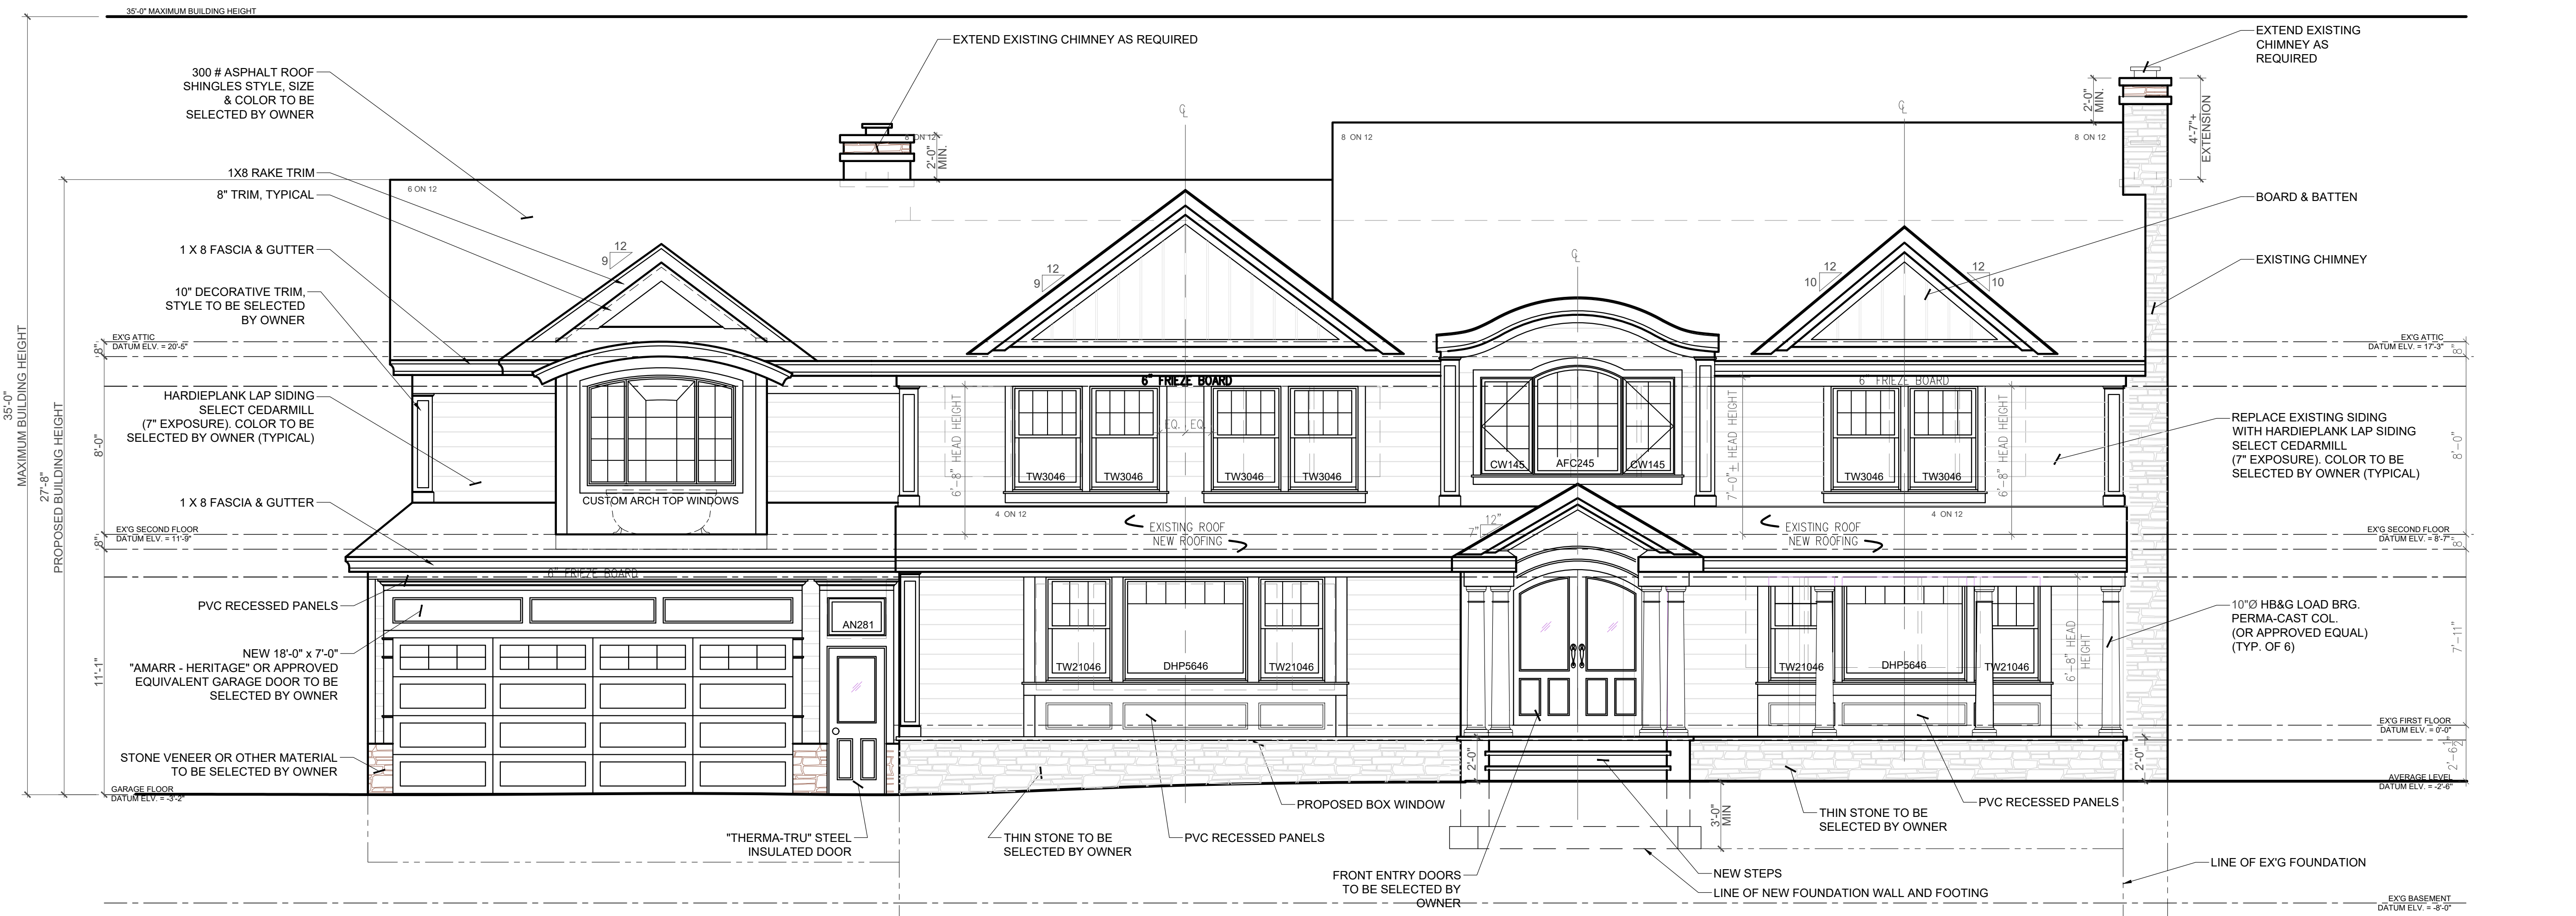 35'-0" MAXIMUM BUILDING HEIGHT
EXTEND EXISTING CHIMNEY AS REQUIRED
EXTEND EXISTING
CHIMNEY AS
REQUIRED
300 # ASPHALT ROOF
SHINGLES STYLE, SIZE
& COLOR TO BE
SELECTED BY OWNER
2'-0"
MIN.
4'-7"+
EXTENSION
8 ON 12
2'-0"
MIN.
8 ON 12
8 ON 12
1X8 RAKE TRIM
8" TRIM, TYPICAL
6 ON 12
BOARD & BATTEN
1 X 8 FASCIA & GUTTER
12
9
12
9
12
10
12
10
EXISTING CHIMNEY
10" DECORATIVE TRIM,
STYLE TO BE SELECTED
BY OWNER
35'-0"
MAXIMUM BUILDING HEIGHT
27'-8"
PROPOSED BUILDING HEIGHT
EX'G ATTIC
DATUM ELV. = 20'-5"
8"
EX'G ATTIC
DATUM ELV. = 17'-3"
8"
6" FRIEZE BOARD
6" FRIEZE BOARD
HARDIEPLANK LAP SIDING
SELECT CEDARMILL
(7" EXPOSURE). COLOR TO BE
SELECTED BY OWNER (TYPICAL)
8'-0"
6'-8" HEAD HEIGHT
EQ. EQ.
7'-0"± HEAD HEIGHT
6'-8" HEAD HEIGHT
REPLACE EXISTING SIDING
WITH HARDIEPLANK LAP SIDING
SELECT CEDARMILL
(7" EXPOSURE). COLOR TO BE
SELECTED BY OWNER (TYPICAL)
8'-0"
CW145
AFC245
CW145
TW3046
TW3046
TW3046
TW3046
TW3046
TW3046
CUSTOM ARCH TOP WINDOWS
1 X 8 FASCIA & GUTTER
4 ON 12
4 ON 12
EX'G SECOND FLOOR
DATUM ELV. = 11'-9"
8"
EXISTING ROOF
NEW ROOFING
12"
7"
EXISTING ROOF
NEW ROOFING
EX'G SECOND FLOOR
DATUM ELV. = 8'-7"
8"
6" FRIEZE BOARD
PVC RECESSED PANELS
AN281
10"Ø HB&G LOAD BRG.
PERMA-CAST COL.
(OR APPROVED EQUAL)
(TYP. OF 6)
NEW 18'-0" x 7'-0"
"AMARR - HERITAGE" OR APPROVED
EQUIVALENT GARAGE DOOR TO BE
SELECTED BY OWNER
11'-1"
TW21046
DHP5646
TW21046
TW21046
DHP5646
TW21046
6'-8" HEAD
HEIGHT
7'-11"
EX'G FIRST FLOOR
DATUM ELV. = 0'-0"
STONE VENEER OR OTHER MATERIAL
TO BE SELECTED BY OWNER
2'-0"
2'-0"
2'-6 1/2"
GARAGE FLOOR
DATUM ELV. = -3'-2"
AVERAGE LEVEL
DATUM ELV. = -2'-6"
PROPOSED BOX WINDOW
PVC RECESSED PANELS
3'-0"
MIN
THIN STONE TO BE
SELECTED BY OWNER
"THERMA-TRU" STEEL
INSULATED DOOR
THIN STONE TO BE
SELECTED BY OWNER
PVC RECESSED PANELS
LINE OF EX'G FOUNDATION
FRONT ENTRY DOORS
TO BE SELECTED BY
OWNER
NEW STEPS
LINE OF NEW FOUNDATION WALL AND FOOTING
EX'G BASEMENT
DATUM ELV. = -8'-0"